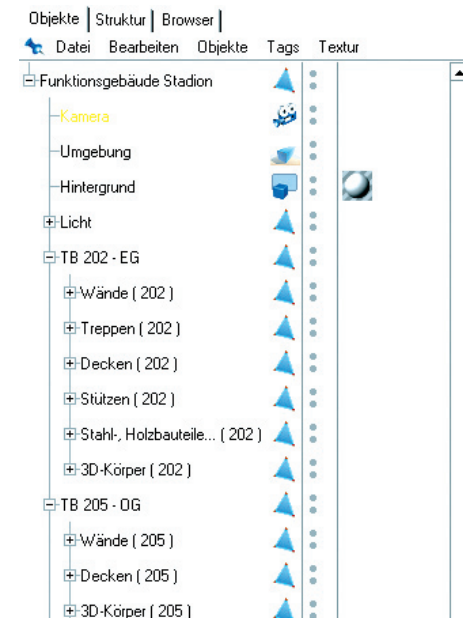 Objekte Struktur Browser
Datei Bearbeiten Objekte Tags Textur
Funktionsgebäude Stadion
Kamera
Umgebung
Hintergrund
Licht
TB 202 - EG
Wände ( 202 )
Treppen ( 202 )
Decken ( 202 )
Stützen ( 202 )
Stahl-, Holzbauteile... ( 202 )
3D-Körper ( 202 )
TB 205 - OG
Wände ( 205 )
Decken ( 205 )
3D-Körper ( 205 )